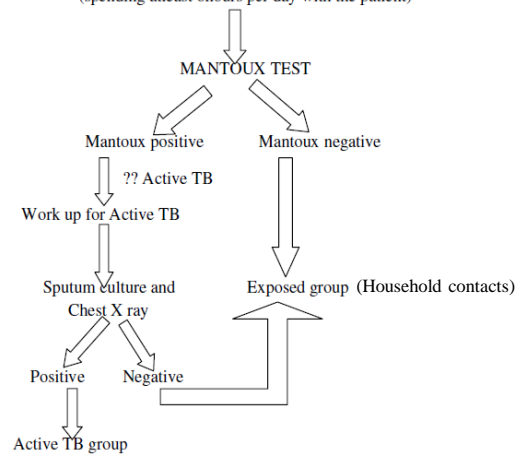 MANTOUX TEST
Mantoux positive
Mantoux negative
?? Active TB
Work up for Active TB
Sputum culture and
Chest X ray
Exposed group (Household contacts)
Positive
Negative
Active TB group